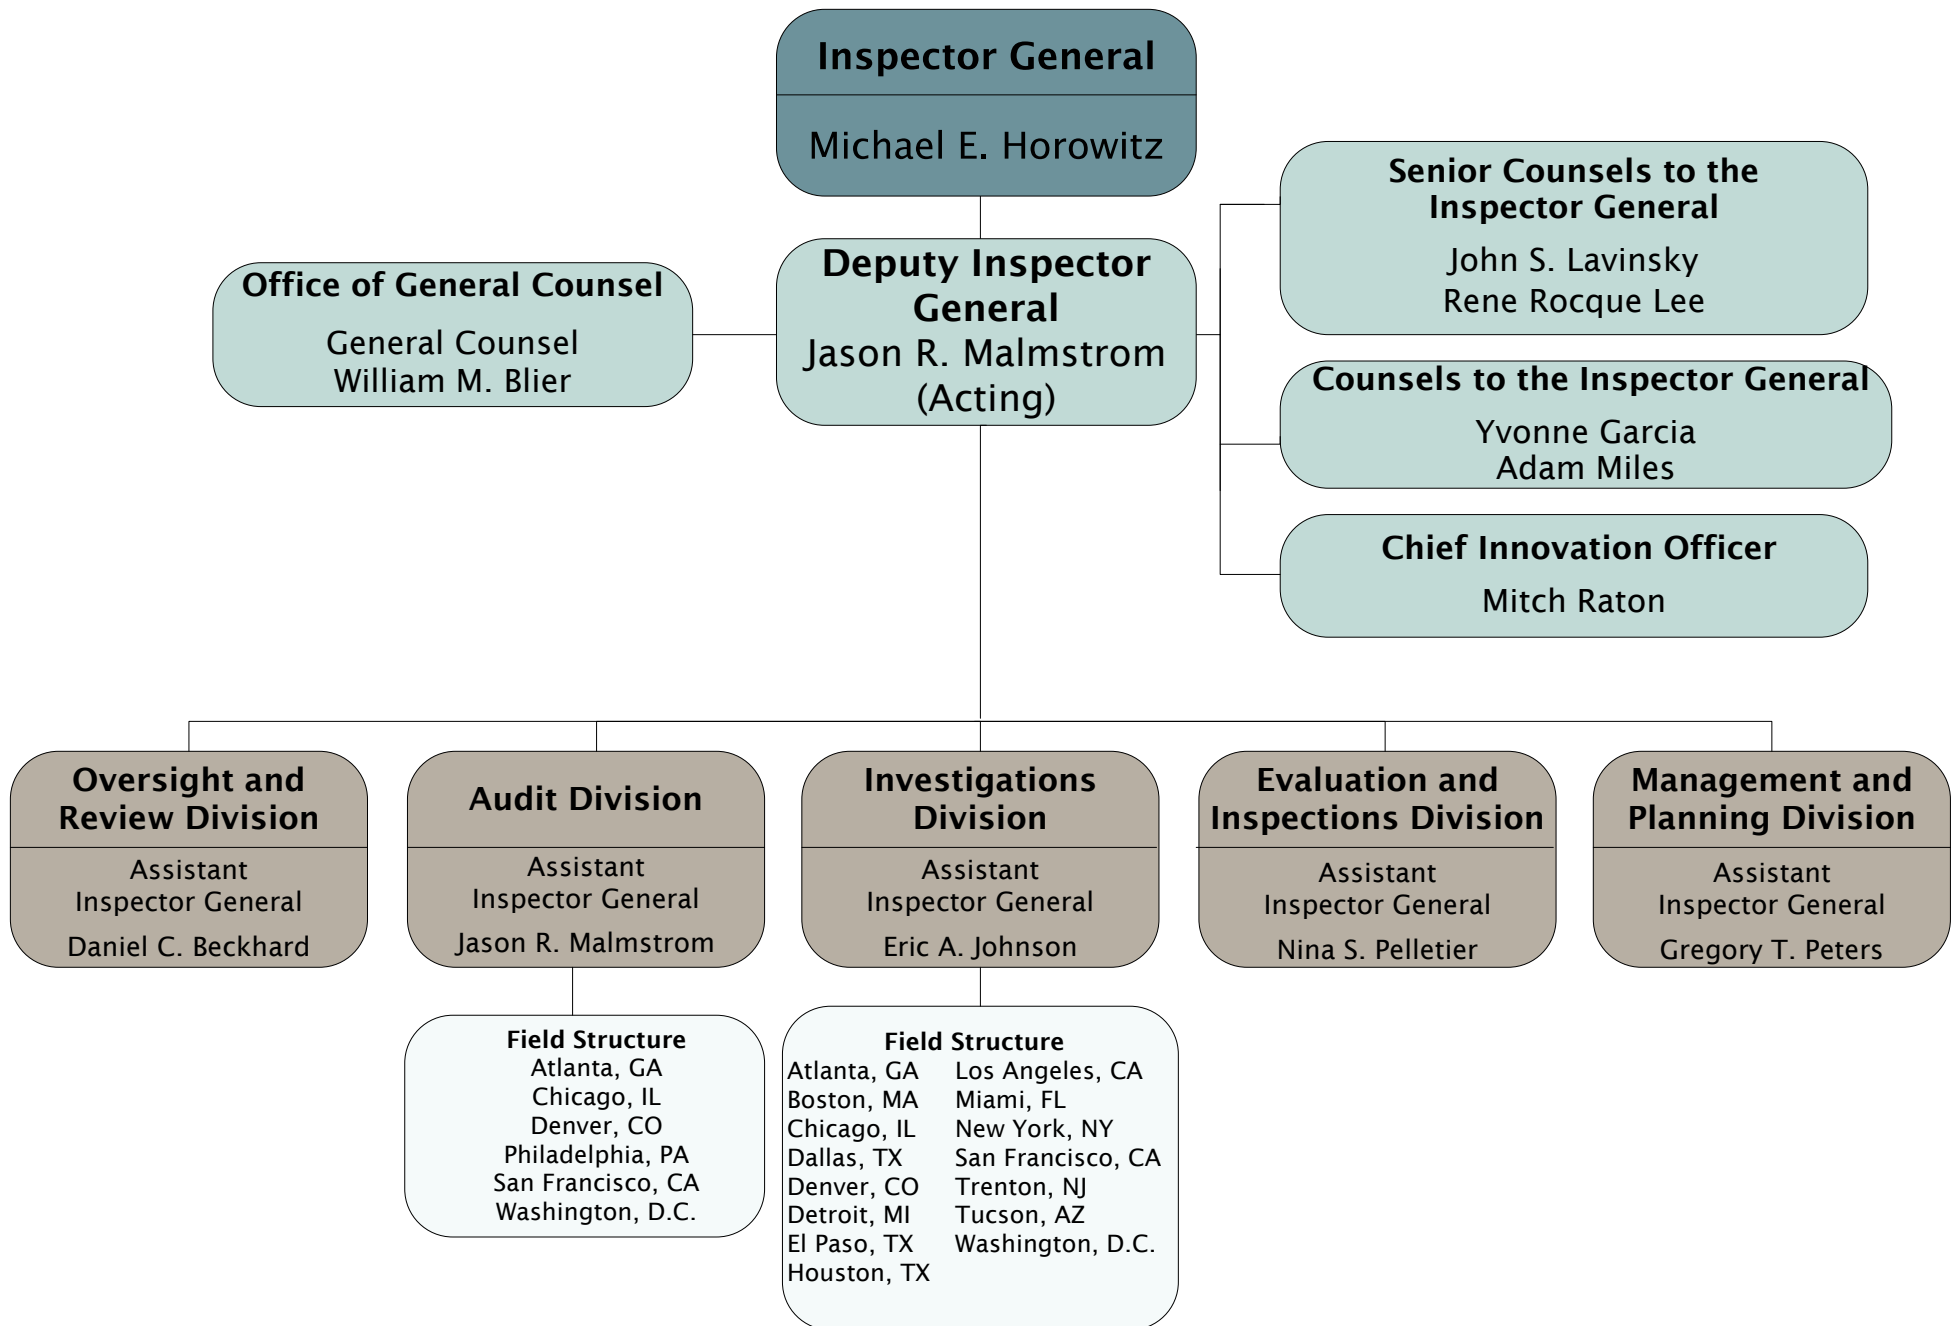 Inspector General
Michael E. Horowitz
Senior Counsels to the
Inspector General
John S. Lavinsky
Rene Rocque Lee
Office of General Counsel
General Counsel
William M. Blier
Deputy Inspector
General
Jason R. Malmstrom
(Acting)
Counsels to the Inspector General
Yvonne Garcia
Adam Miles
Chief Innovation Officer
Mitch Raton
Oversight and
Review Division
Assistant
Inspector General
Daniel C. Beckhard
Audit Division
Assistant
Inspector General
Jason R. Malmstrom
Investigations
Division
Assistant
Inspector General
Eric A. Johnson
Evaluation and
Inspections Division
Assistant
Inspector General
Nina S. Pelletier
Management and
Planning Division
Assistant
Inspector General
Gregory T. Peters
Field Structure
Atlanta, GA
Chicago, IL
Denver, CO
Philadelphia, PA
San Francisco, CA
Washington, D.C.
Field Structure
Atlanta, GA
Boston, MA
Chicago, IL
Dallas, TX
Denver, CO
Detroit, MI
El Paso, TX
Houston, TX
Los Angeles, CA
Miami, FL
New York, NY
San Francisco, CA
Trenton, NJ
Tucson, AZ
Washington, D.C.